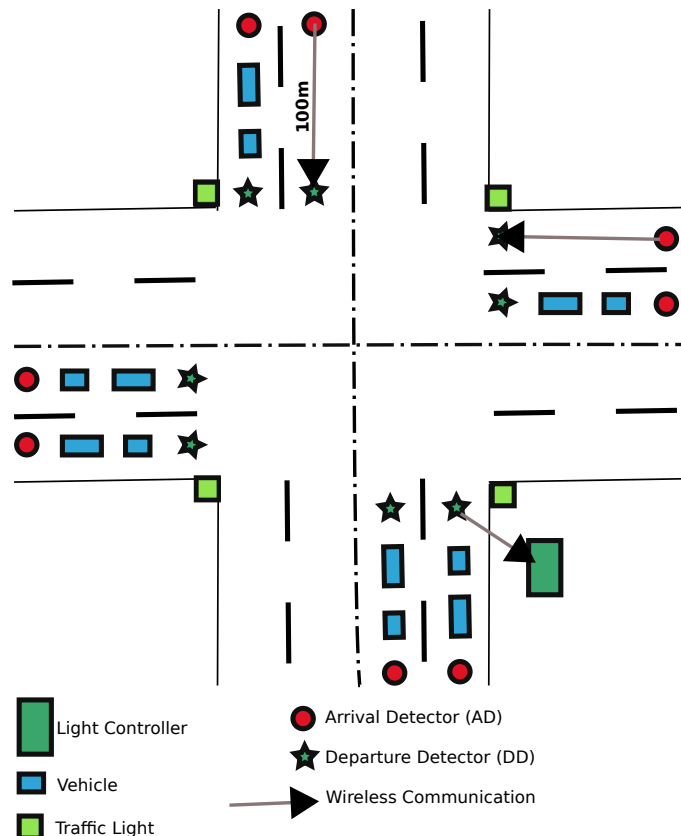 100m
Light Controller
Vehicle
Traffic Light
Arrival Detector (AD)
Departure Detector (DD)
Wireless Communication